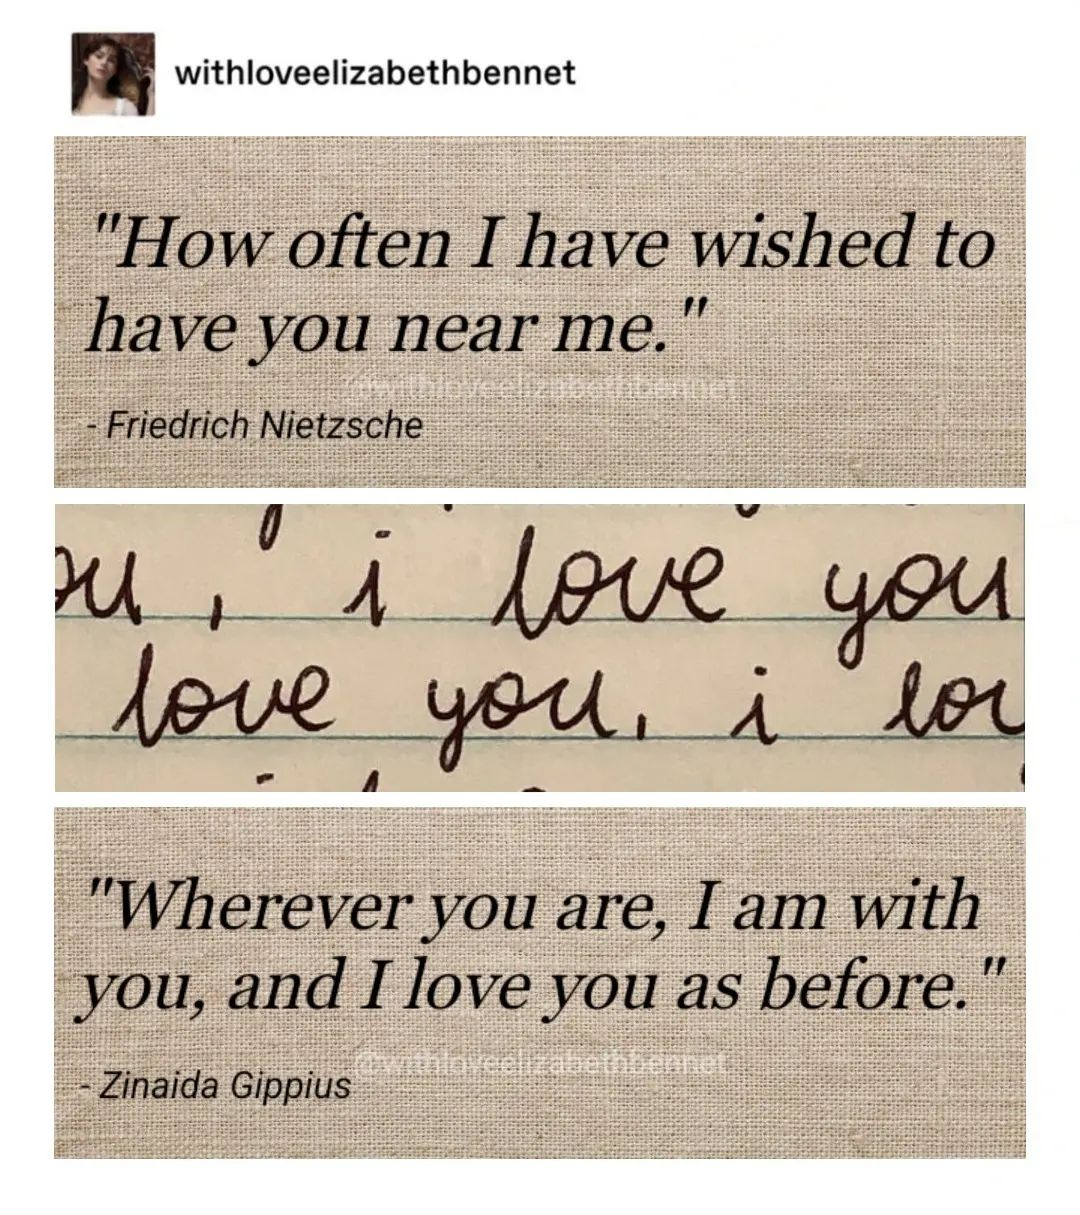 withloveelizabethbennet
"How often I have wished to
have you near me."
@withloveelizabethbennet
- Friedrich Nietzsche
ou, i love you
love you, i lov
"Wherever you are, I am with
you, and I love you as before."
@withloveelizabethbennet
- Zinaida Gippius